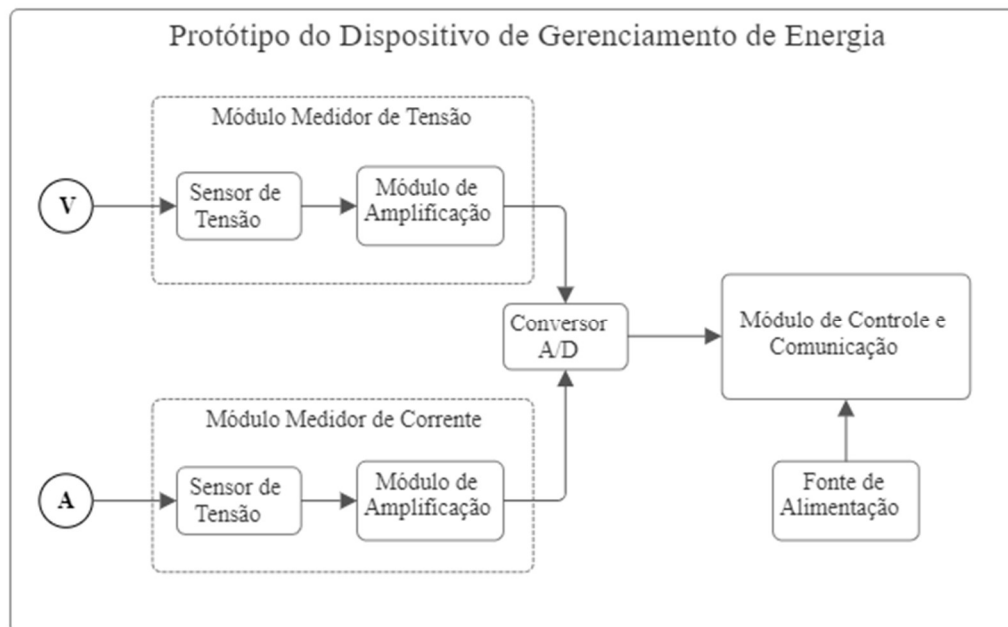 Protótipo do Dispositivo de Gerenciamento de Energia
Módulo Medidor de Tensão
V
Sensor de
Tensão
Módulo de
Amplificação
Conversor
A/D
Módulo de Controle e
Comunicação
Módulo Medidor de Corrente
A
Sensor de
Tensão
Módulo de
Amplificação
Fonte de
Alimentação